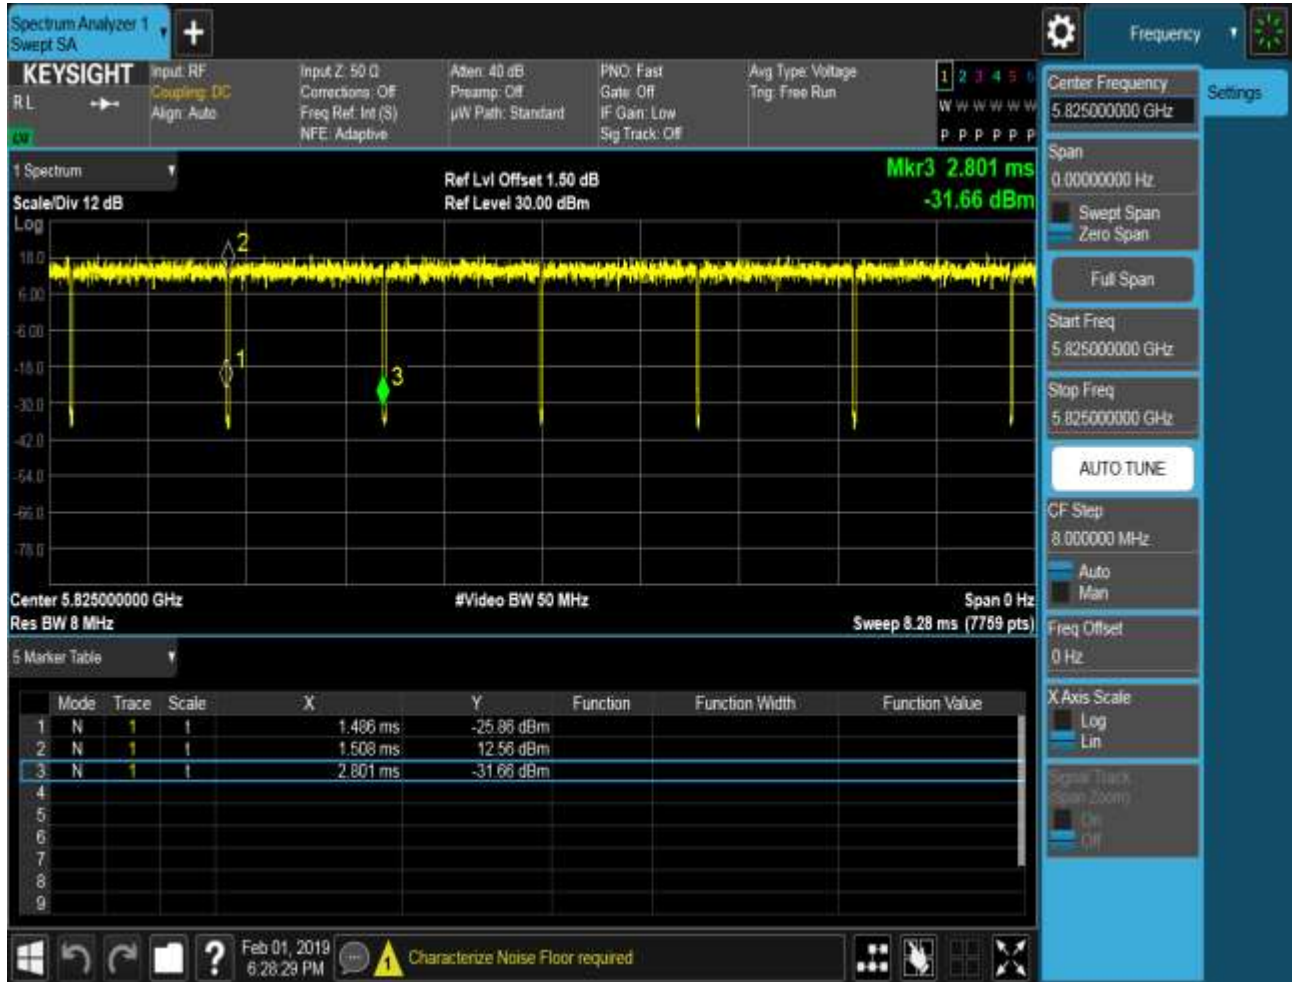 Spectrum Analyzer 1
Swept SA
+
Frequency
KEYSIGHT
RL
Input: RF
Coupling: DC
Align: Auto
Input Z: 50 Ω
Corrections: Off
Freq Ref: Int (S)
NFE: Adaptive
Atten: 40 dB
Preamp: Off
µW Path: Standard
PNO: Fast
Gate: Off
IF Gain: Low
Sig Track: Off
Avg Type: Voltage
Trig: Free Run
1 2 3 4 5 6
W W W W W W
P P P P P P
1 Spectrum
Scale/Div 12 dB
Ref Lvl Offset 1.50 dB
Ref Level 30.00 dBm
Mkr3 2.801 ms
-31.66 dBm
Log
18.0
6.00
-6.00
-18.0
-30.0
-42.0
-54.0
-66.0
-78.0
2
1
3
Center 5.825000000 GHz
#Video BW 50 MHz
Span 0 Hz
Res BW 8 MHz
Sweep 8.28 ms (7759 pts)
5 Marker Table
Mode Trace Scale X Y Function Function Width Function Value
1 N 1 t 1.486 ms -25.86 dBm
2 N 1 t 1.508 ms 12.56 dBm
3 N 1 t 2.801 ms -31.66 dBm
4
5
6
7
8
9
Feb 01, 2019
6:28:29 PM
?
1
Characterize Noise Floor required
Center Frequency
5.825000000 GHz
Settings
Span
0.00000000 Hz
Swept Span
Zero Span
Full Span
Start Freq
5.825000000 GHz
Stop Freq
5.825000000 GHz
AUTO TUNE
CF Step
8.000000 MHz
Auto
Man
Freq Offset
0 Hz
X Axis Scale
Log
Lin
Signal Track
(Span Zoom)
On
Off